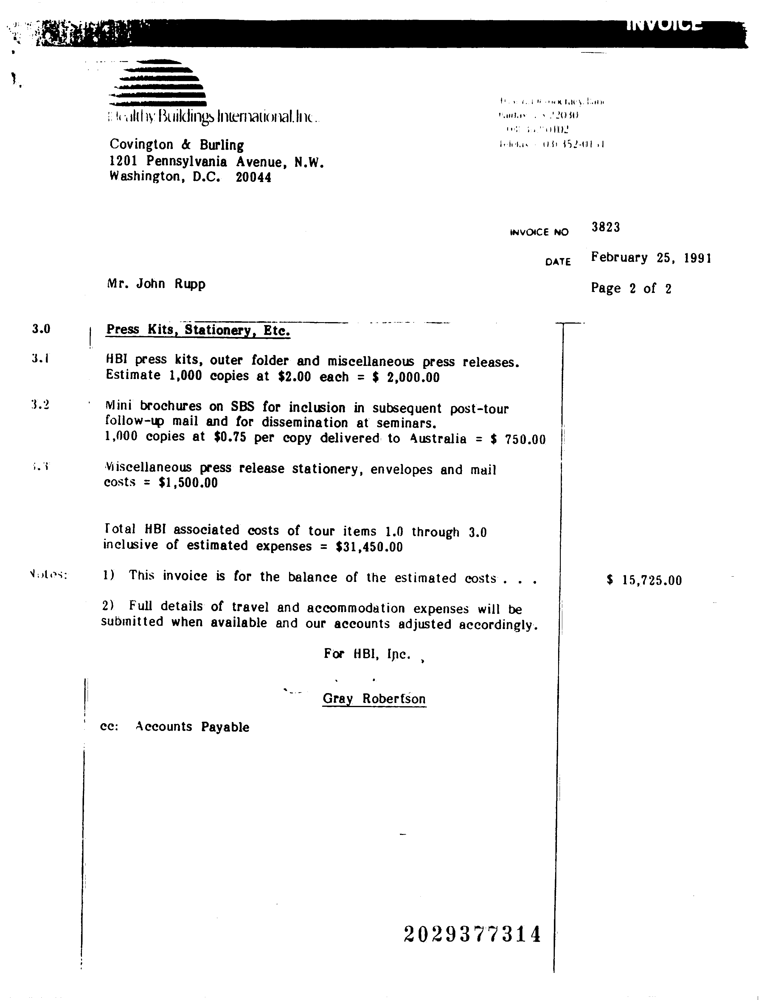 INVOICE
Healthy Buildings International, Inc.
Covington & Burling
1201 Pennsylvania Avenue, N.W.
Washington, D.C. 20044
INVOICE NO 3823
DATE February 25, 1991
Mr. John Rupp
Page 2 of 2
3.0 Press Kits, Stationery, Etc.
3.1 HBI press kits, outer folder and miscellaneous press releases.
Estimate 1,000 copies at $2.00 each = $ 2,000.00
3.2 Mini brochures on SBS for inclusion in subsequent post-tour
follow-up mail and for dissemination at seminars.
1,000 copies at $0.75 per copy delivered to Australia = $ 750.00
3.3 Miscellaneous press release stationery, envelopes and mail
costs = $1,500.00
Total HBI associated costs of tour items 1.0 through 3.0
inclusive of estimated expenses = $31,450.00
Notes: 1) This invoice is for the balance of the estimated costs . . . $ 15,725.00
2) Full details of travel and accommodation expenses will be
submitted when available and our accounts adjusted accordingly.
For HBI, Inc.
Gray Robertson
cc: Accounts Payable
2029377314